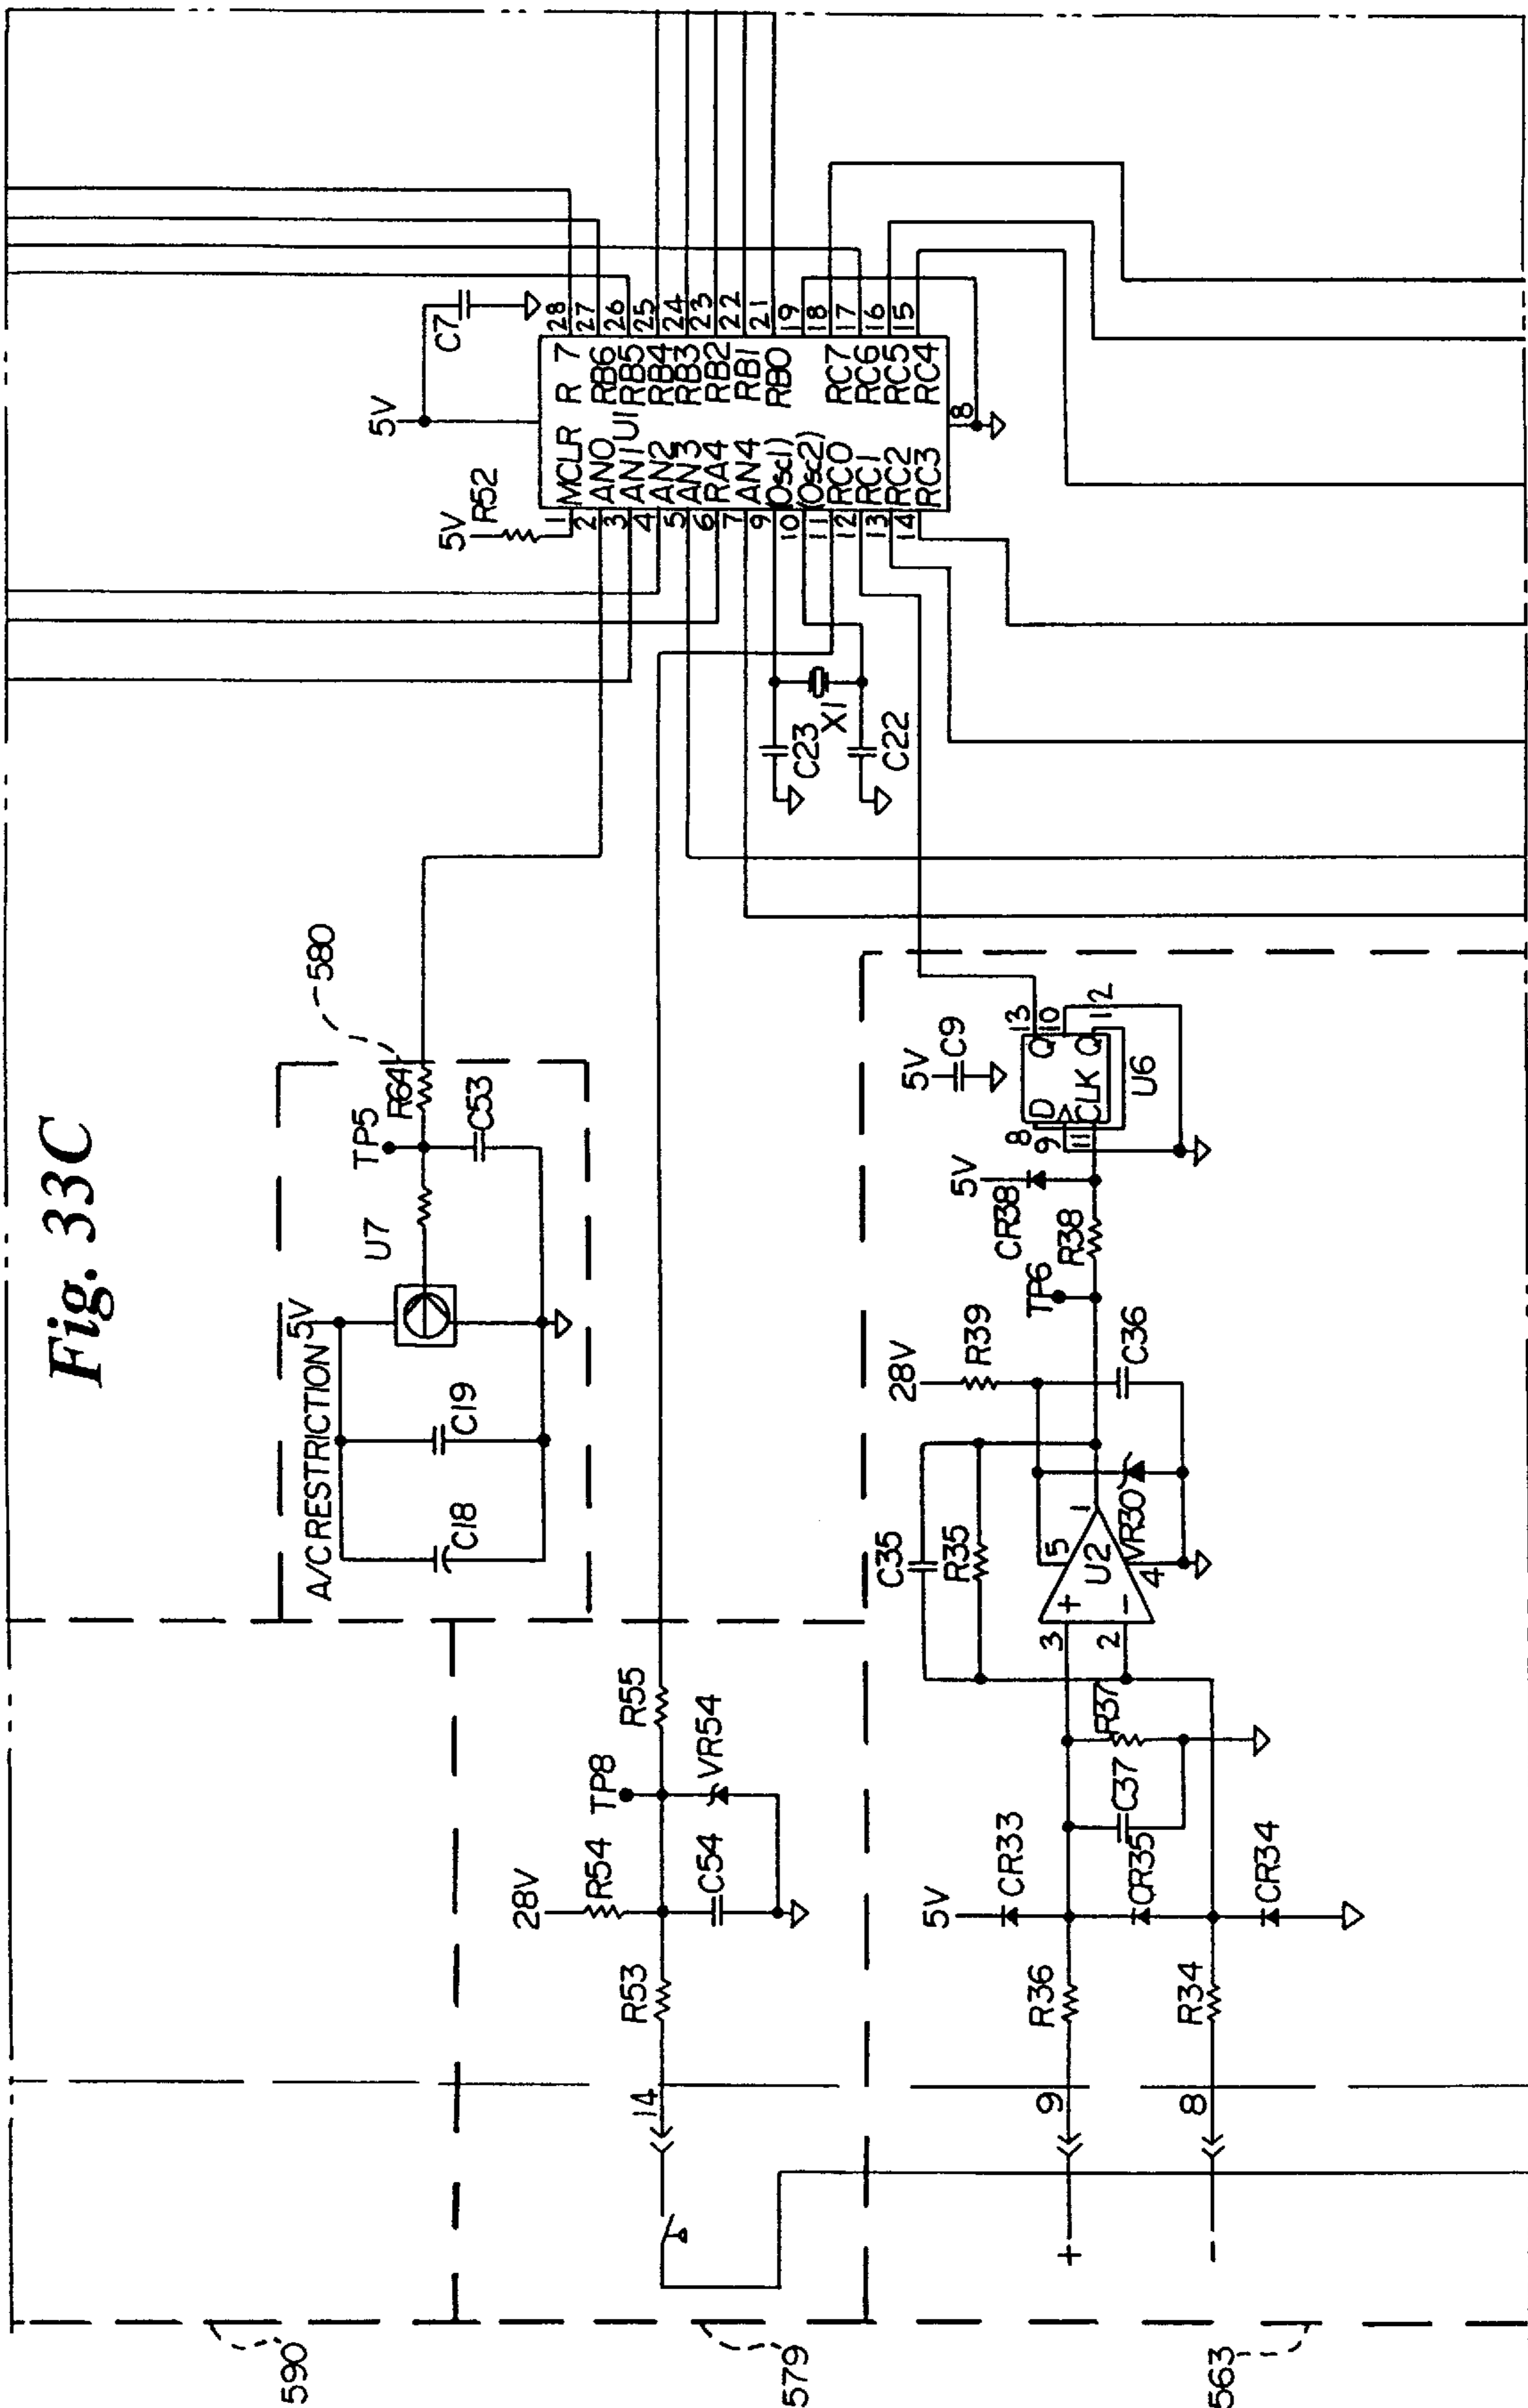 Fig. 33C
590
579
563
580
A/C RESTRICTION
5V
C18
C19
U7
TP5
R64
C53
5V
R52
5V
C7
1 MCLR
2 AN0
3 AN1
4 AN2
5 AN3
6 RA4
7 AN4
9 (Osc1)
10 (Osc2)
11 RC0
12 RC1
13 RC2
14 RC3
U1
R 7 28
RB6 27
RB5 26
RB4 25
RB3 24
RB2 23
RB1 22
RB0 21
19
RC7 18
RC6 17
RC5 16
RC4 15
8
C23
X1
C22
14
R53
28V
R54
C54
TP8
VR54
R55
+
9
R36
-
8
R34
5V
CR33
CR35
CR34
C37
R37
3
2
+
-
U2
5
4
1
C35
R35
VR30
28V
R39
C36
TP6
R38
CR38
5V
5V
C9
8
9
11
D
CLK
Q
Q
13
10
12
U6